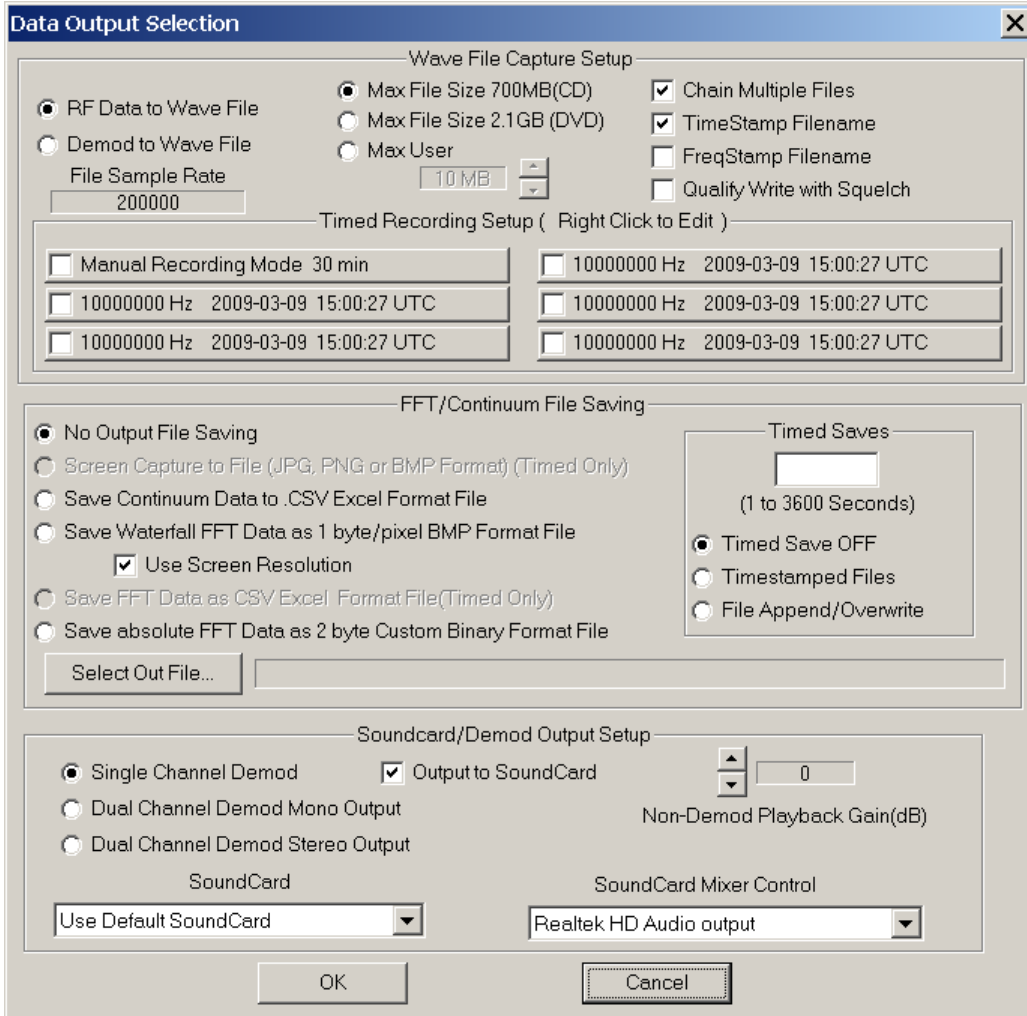 Data Output Selection
Wave File Capture Setup
RF Data to Wave File
Demod to Wave File
File Sample Rate
200000
Max File Size 700MB(CD)
Max File Size 2.1GB (DVD)
Max User
10 MB
Chain Multiple Files
TimeStamp Filename
FreqStamp Filename
Qualify Write with Squelch
Timed Recording Setup ( Right Click to Edit )
Manual Recording Mode 30 min
10000000 Hz 2009-03-09 15:00:27 UTC
10000000 Hz 2009-03-09 15:00:27 UTC
10000000 Hz 2009-03-09 15:00:27 UTC
10000000 Hz 2009-03-09 15:00:27 UTC
10000000 Hz 2009-03-09 15:00:27 UTC
FFT/Continuum File Saving
No Output File Saving
Screen Capture to File (JPG, PNG or BMP Format) (Timed Only)
Save Continuum Data to .CSV Excel Format File
Save Waterfall FFT Data as 1 byte/pixel BMP Format File
Use Screen Resolution
Save FFT Data as CSV Excel Format File(Timed Only)
Save absolute FFT Data as 2 byte Custom Binary Format File
Timed Saves
(1 to 3600 Seconds)
Timed Save OFF
Timestamped Files
File Append/Overwrite
Select Out File...
Soundcard/Demod Output Setup
Single Channel Demod
Dual Channel Demod Mono Output
Dual Channel Demod Stereo Output
Output to SoundCard
0
Non-Demod Playback Gain(dB)
SoundCard
Use Default SoundCard
SoundCard Mixer Control
Realtek HD Audio output
OK
Cancel